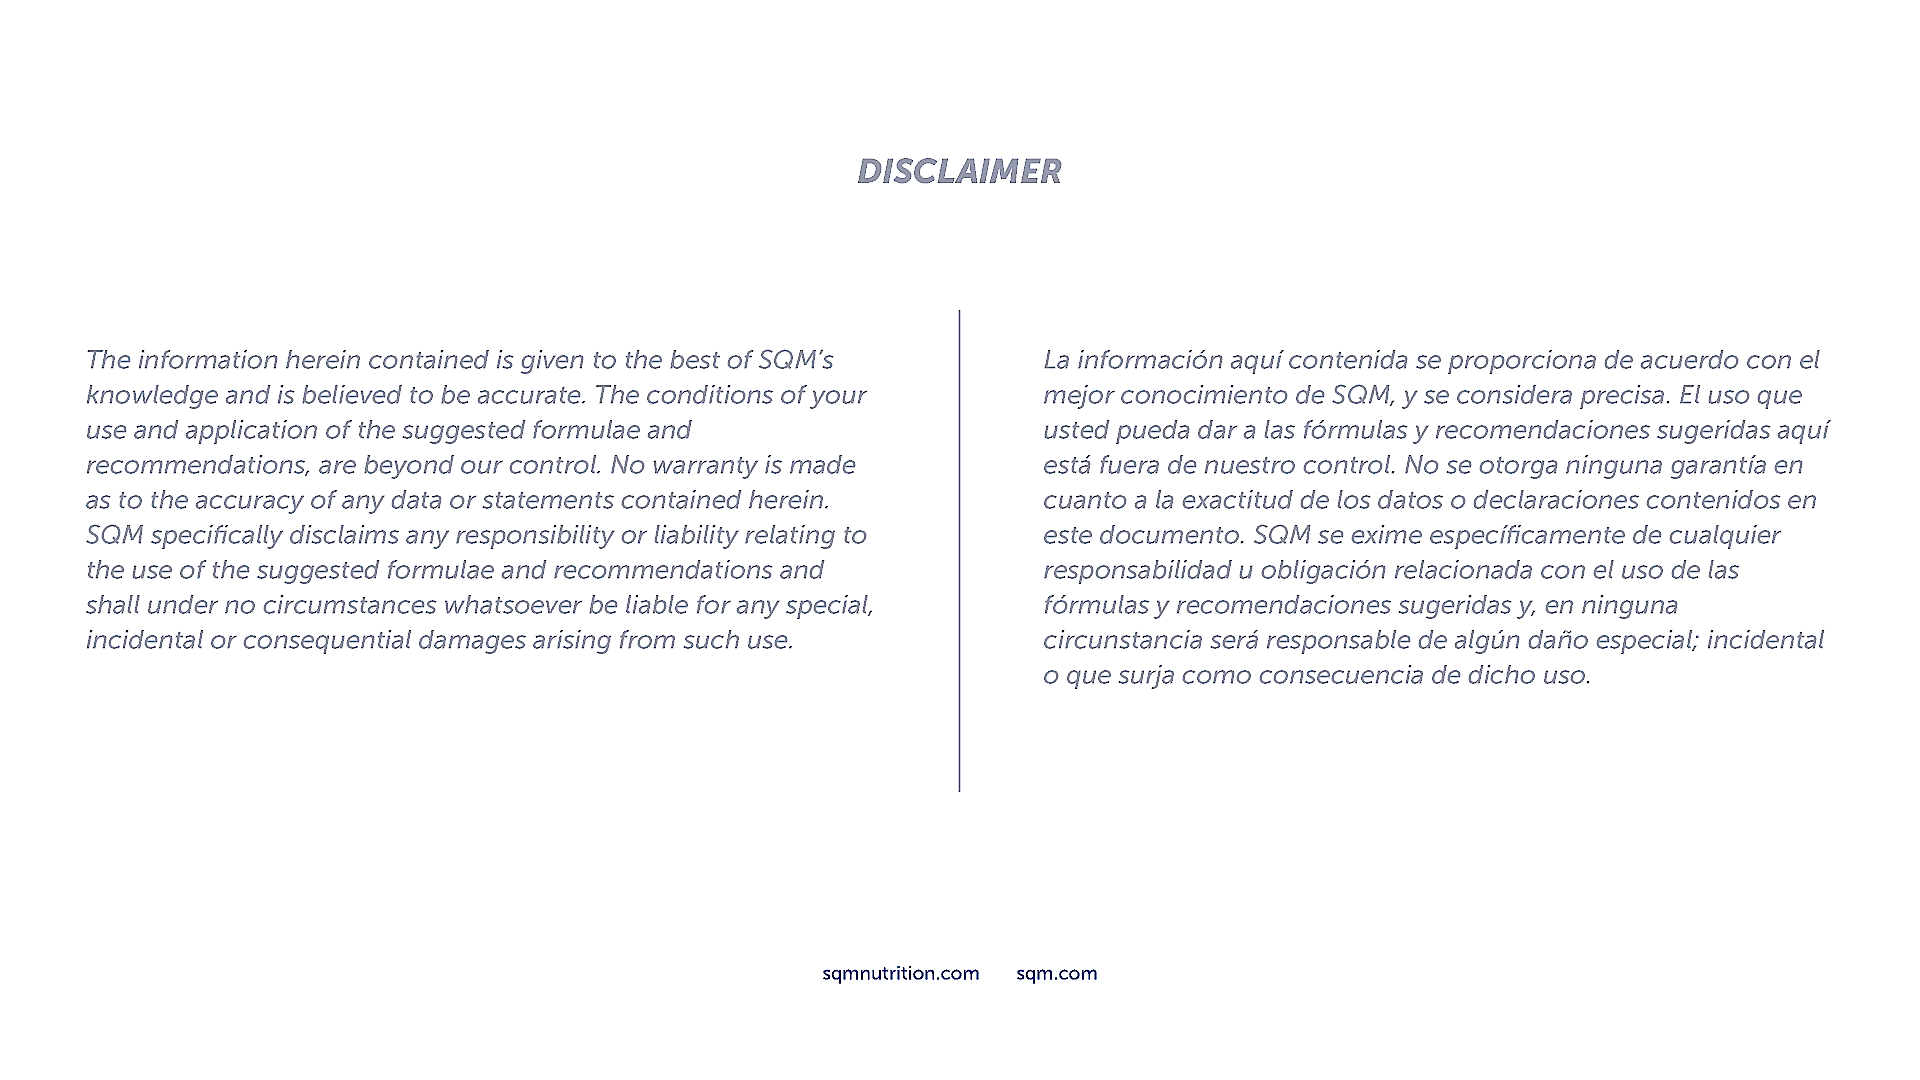 DISCLAIMER
The information herein contained is given to the best of SQM’s
knowledge and is believed to be accurate. The conditions of your
use and application of the suggested formulae and
recommendations, are beyond our control. No warranty is made
as to the accuracy of any data or statements contained herein.
SQM specifically disclaims any responsibility or liability relating to
the use of the suggested formulae and recommendations and
shall under no circumstances whatsoever be liable for any special,
incidental or consequential damages arising from such use.
La información aquí contenida se proporciona de acuerdo con el
mejor conocimiento de SQM, y se considera precisa. El uso que
usted pueda dar a las fórmulas y recomendaciones sugeridas aquí
está fuera de nuestro control. No se otorga ninguna garantía en
cuanto a la exactitud de los datos o declaraciones contenidos en
este documento. SQM se exime específicamente de cualquier
responsabilidad u obligación relacionada con el uso de las
fórmulas y recomendaciones sugeridas y, en ninguna
circunstancia será responsable de algún daño especial; incidental
o que surja como consecuencia de dicho uso.
sqmnutrition.com sqm.com